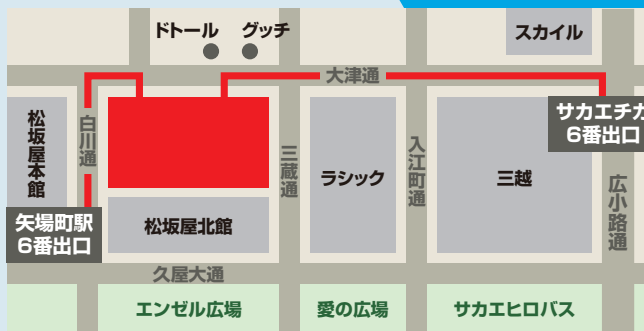 ドトール
グッチ
スカイル
大津通
松坂屋本館
白川通
三蔵通
ラシック
入江町通
三越
サカエチカ
6番出口
広小路通
矢場町駅
6番出口
松坂屋北館
久屋大通
エンゼル広場
愛の広場
サカエヒロバス